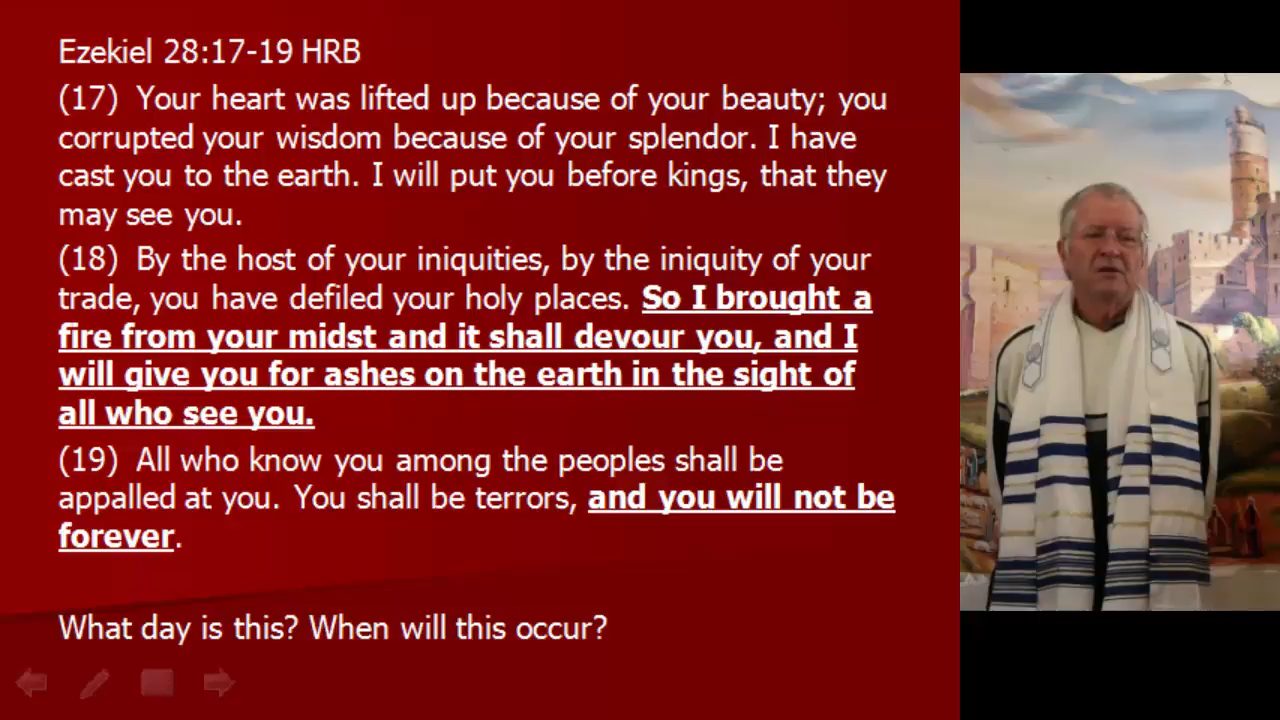 Ezekiel 28:17-19 HRB
(17) Your heart was lifted up because of your beauty; you
corrupted your wisdom because of your splendor. I have
cast you to the earth. I will put you before kings, that they
may see you.
(18) By the host of your iniquities, by the iniquity of your
trade, you have defiled your holy places. So I brought a
fire from your midst and it shall devour you, and I
will give you for ashes on the earth in the sight of
all who see you.
(19) All who know you among the peoples shall be
appalled at you. You shall be terrors, and you will not be
forever.
What day is this? When will this occur?